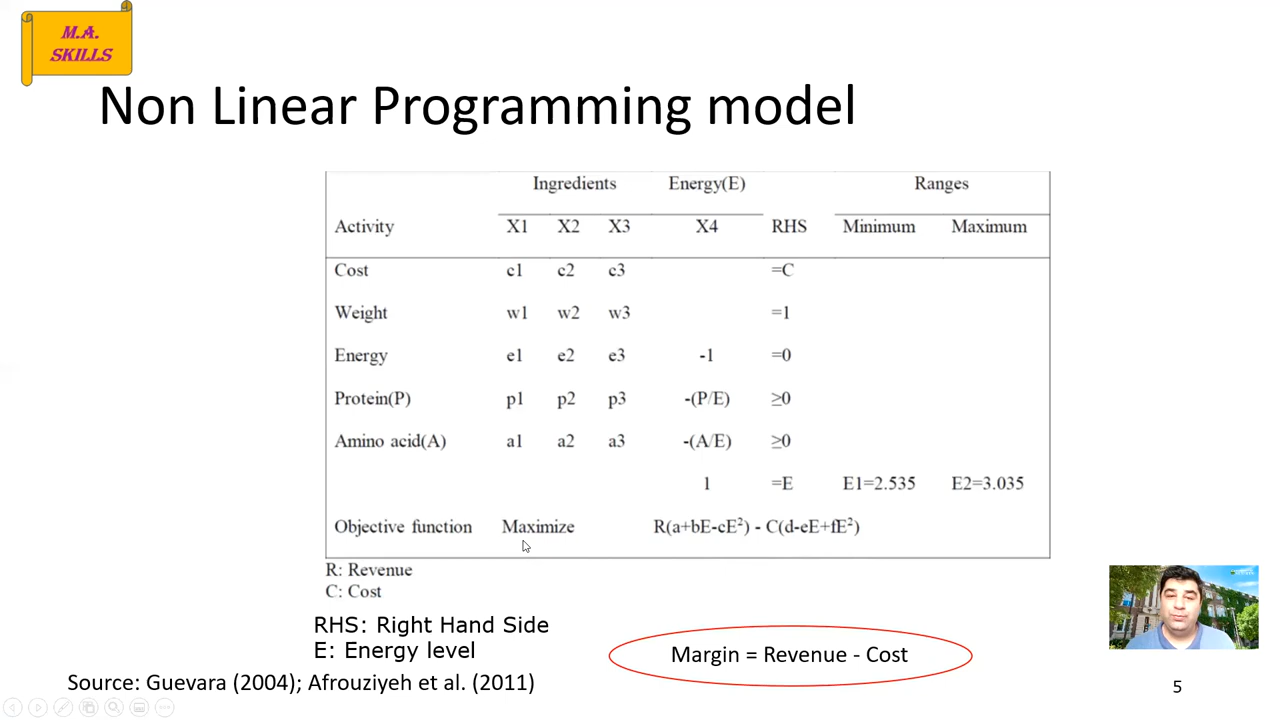 M.A.
SKILLS
Non Linear Programming model
Ingredients Energy(E) Ranges
Activity X1 X2 X3 X4 RHS Minimum Maximum
Cost c1 c2 c3 =C
Weight w1 w2 w3 =1
Energy e1 e2 e3 -1 =0
Protein(P) p1 p2 p3 -(P/E) ≥0
Amino acid(A) a1 a2 a3 -(A/E) ≥0
1 =E E1=2.535 E2=3.035
Objective function Maximize R(a+bE-cE²) - C(d-eE+fE²)
R: Revenue
C: Cost
RHS: Right Hand Side
E: Energy level
Margin = Revenue - Cost
Source: Guevara (2004); Afrouziyeh et al. (2011)
5